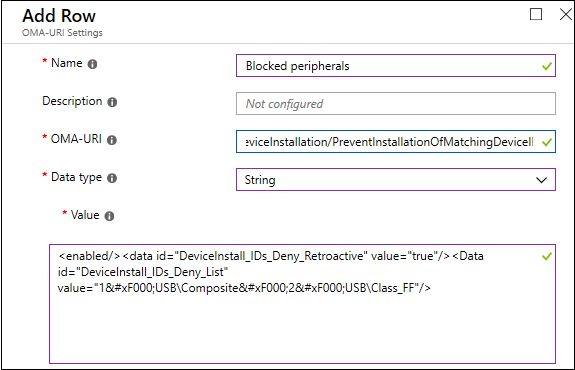 Add Row
OMA-URI Settings
* Name
Blocked peripherals
Description
Not configured
* OMA-URI
eviceInstallation/PreventInstallationOfMatchingDeviceI
* Data type
String
* Value
<enabled/><data id="DeviceInstall_IDs_Deny_Retroactive" value="true"/><Data
id="DeviceInstall_IDs_Deny_List"
value="1&#xF000;USB\Composite&#xF000;2&#xF000;USB\Class_FF"/>